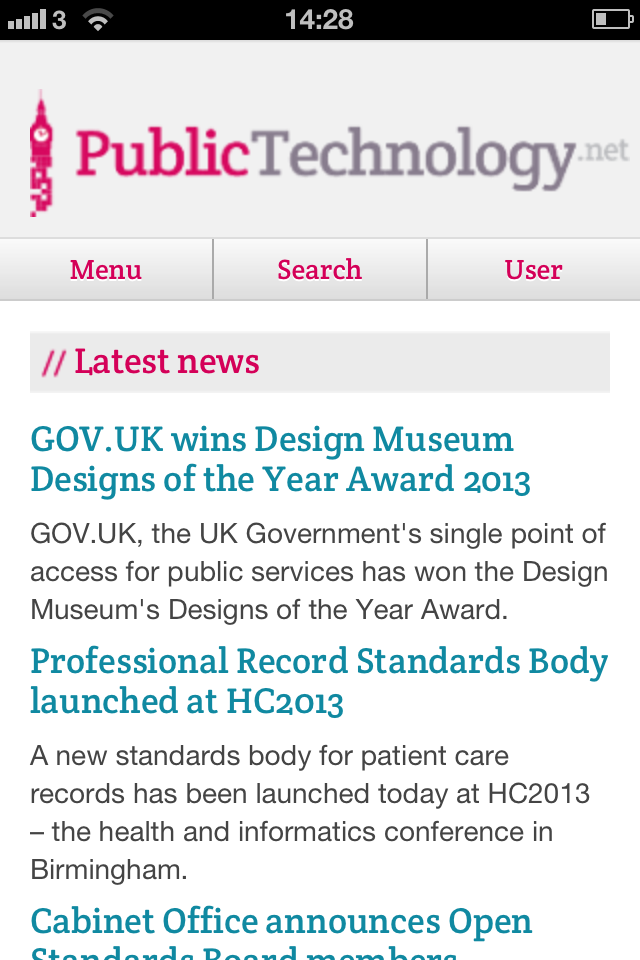 3 14:28
PublicTechnology.net
Menu Search User
// Latest news
GOV.UK wins Design Museum
Designs of the Year Award 2013
GOV.UK, the UK Government's single point of
access for public services has won the Design
Museum's Designs of the Year Award.
Professional Record Standards Body
launched at HC2013
A new standards body for patient care
records has been launched today at HC2013
– the health and informatics conference in
Birmingham.
Cabinet Office announces Open
Standards Board members